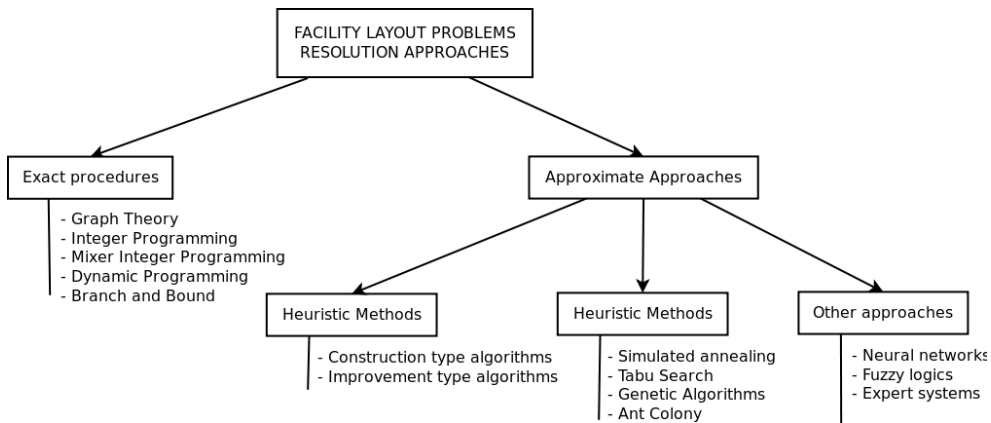 FACILITY LAYOUT PROBLEMS
RESOLUTION APPROACHES
Exact procedures
- Graph Theory
- Integer Programming
- Mixer Integer Programming
- Dynamic Programming
- Branch and Bound
Approximate Approaches
Heuristic Methods
- Construction type algorithms
- Improvement type algorithms
Heuristic Methods
- Simulated annealing
- Tabu Search
- Genetic Algorithms
- Ant Colony
Other approaches
- Neural networks
- Fuzzy logics
- Expert systems